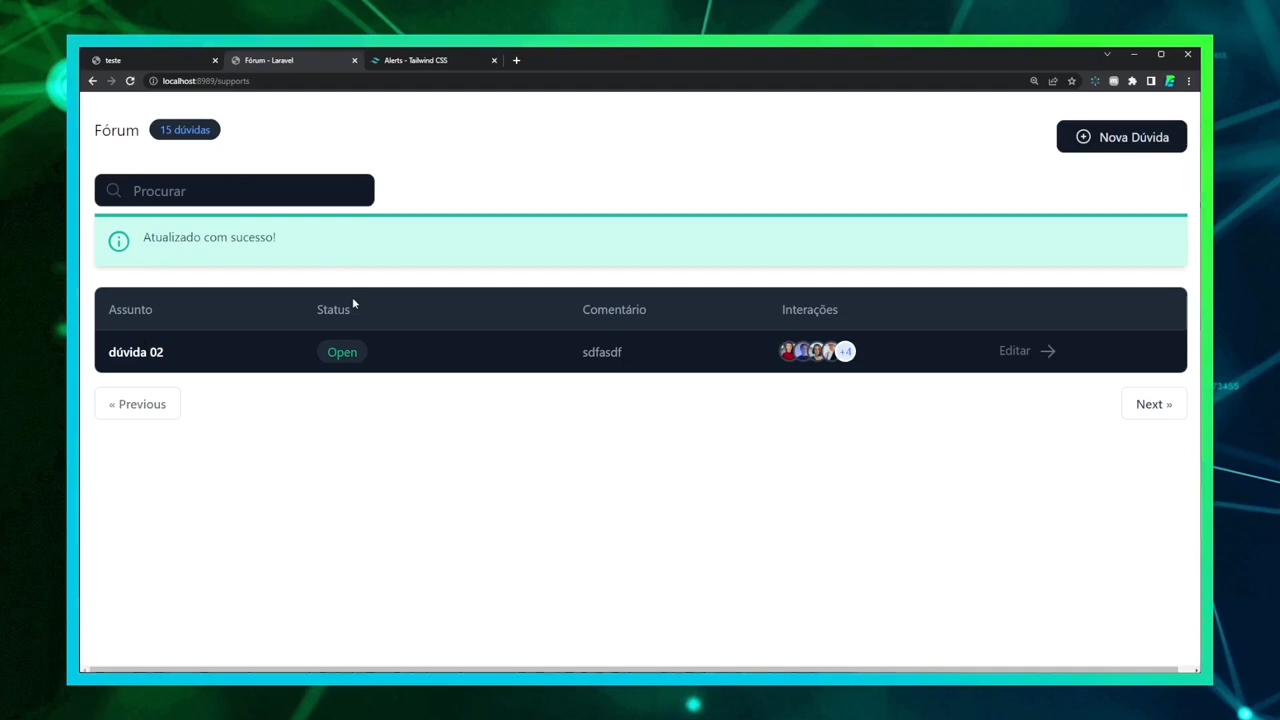 teste
Fórum - Laravel
Alerts - Tailwind CSS
localhost:8989/supports
Fórum
15 dúvidas
Nova Dúvida
Procurar
Atualizado com sucesso!
Assunto Status Comentário Interações
dúvida 02 Open sdfasdf +4 Editar
« Previous
Next »
73455